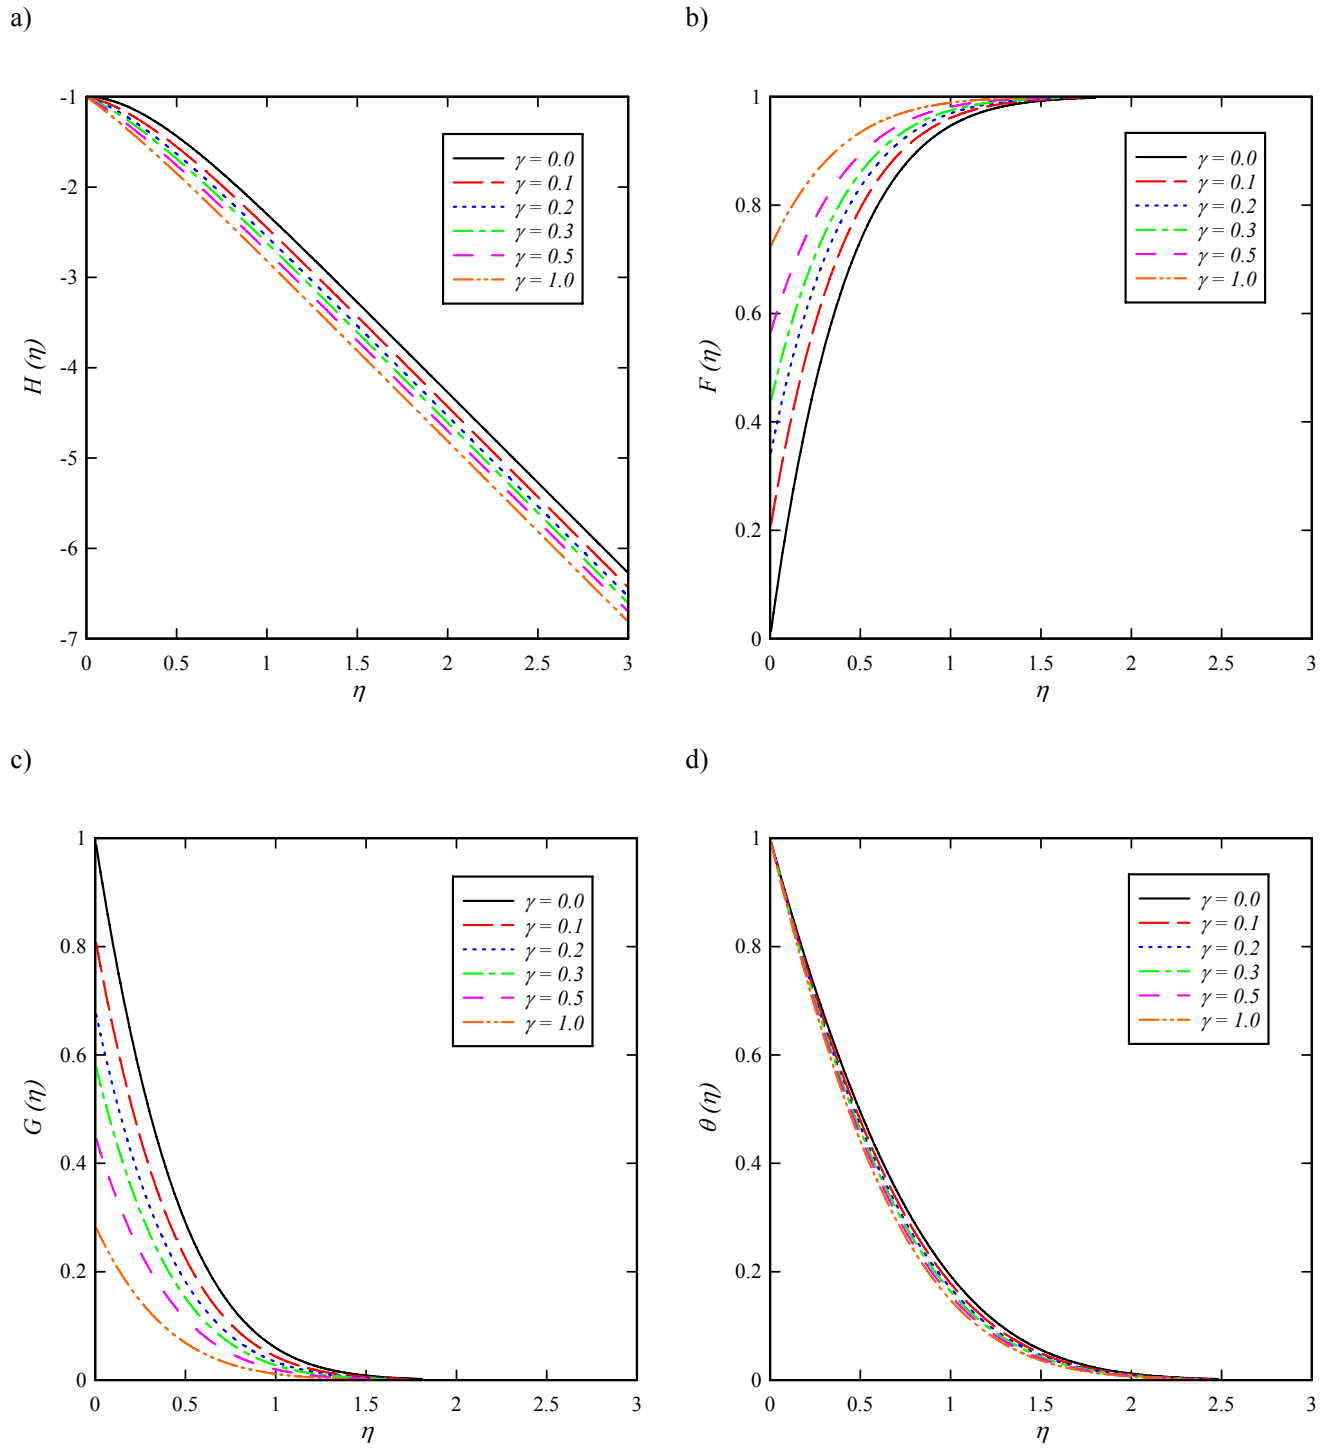 a)
-1
-2
-3
-4
-5
-6
-7
H (η)
0
0.5
1
1.5
2
2.5
3
η
γ = 0.0
γ = 0.1
γ = 0.2
γ = 0.3
γ = 0.5
γ = 1.0
b)
1
0.8
0.6
0.4
0.2
0
F (η)
0
0.5
1
1.5
2
2.5
3
η
γ = 0.0
γ = 0.1
γ = 0.2
γ = 0.3
γ = 0.5
γ = 1.0
c)
1
0.8
0.6
0.4
0.2
0
G (η)
0
0.5
1
1.5
2
2.5
3
η
γ = 0.0
γ = 0.1
γ = 0.2
γ = 0.3
γ = 0.5
γ = 1.0
d)
1
0.8
0.6
0.4
0.2
0
θ (η)
0
0.5
1
1.5
2
2.5
3
η
γ = 0.0
γ = 0.1
γ = 0.2
γ = 0.3
γ = 0.5
γ = 1.0